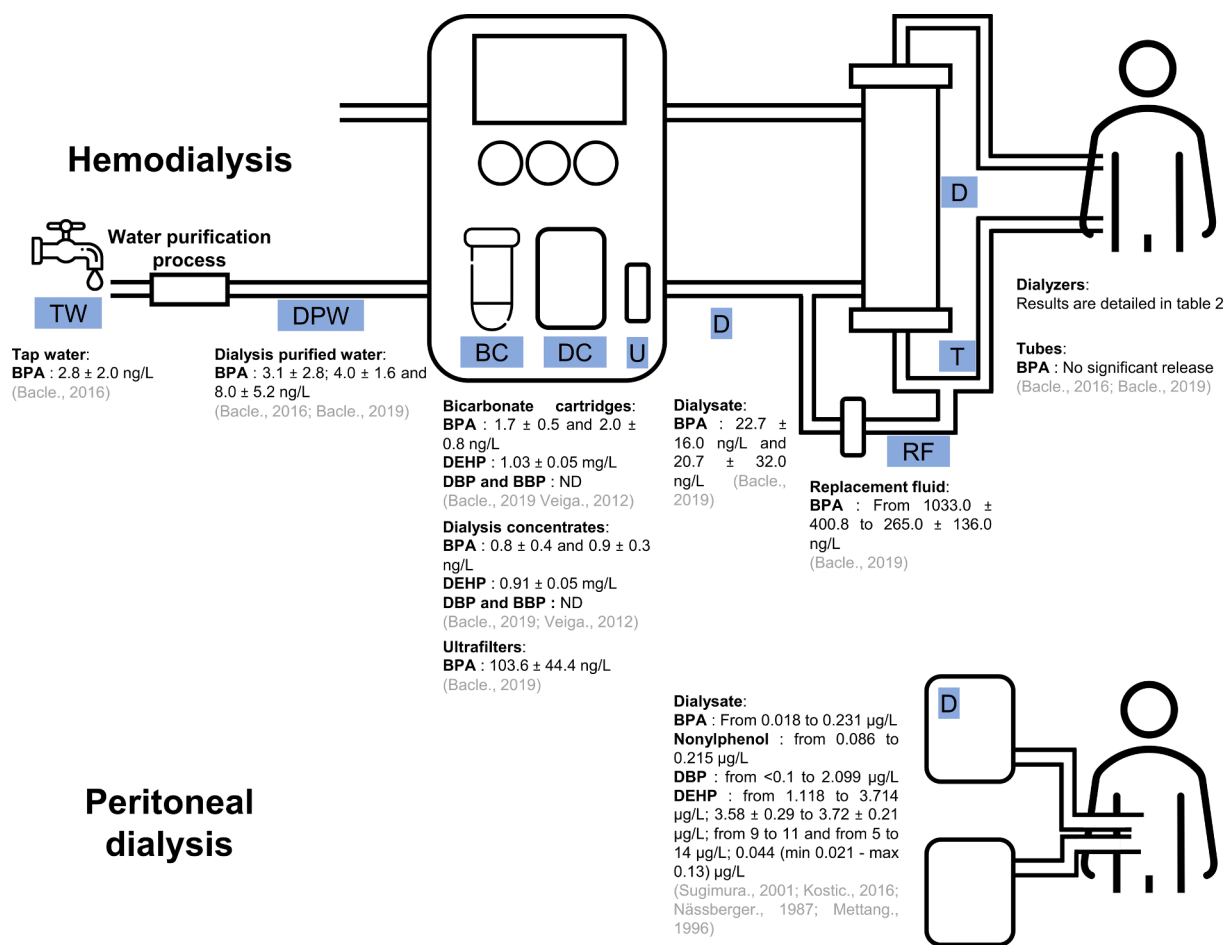 Hemodialysis
Water purification
process
TW
DPW
BC
DC
U
D
D
T
RF
Tap water:
BPA : 2.8 ± 2.0 ng/L
(Bacle., 2016)
Dialysis purified water:
BPA : 3.1 ± 2.8; 4.0 ± 1.6 and
8.0 ± 5.2 ng/L
(Bacle., 2016; Bacle., 2019)
Bicarbonate cartridges:
BPA : 1.7 ± 0.5 and 2.0 ±
0.8 ng/L
DEHP : 1.03 ± 0.05 mg/L
DBP and BBP : ND
(Bacle., 2019 Veiga., 2012)
Dialysis concentrates:
BPA : 0.8 ± 0.4 and 0.9 ± 0.3
ng/L
DEHP : 0.91 ± 0.05 mg/L
DBP and BBP : ND
(Bacle., 2019; Veiga., 2012)
Ultrafilters:
BPA : 103.6 ± 44.4 ng/L
(Bacle., 2019)
Dialysate:
BPA : 22.7 ±
16.0 ng/L and
20.7 ± 32.0
ng/L (Bacle.,
2019)
Replacement fluid:
BPA : From 1033.0 ±
400.8 to 265.0 ± 136.0
ng/L
(Bacle., 2019)
Dialyzers:
Results are detailed in table 2
Tubes:
BPA : No significant release
(Bacle., 2016; Bacle., 2019)
Peritoneal
dialysis
Dialysate:
BPA : From 0.018 to 0.231 µg/L
Nonylphenol : from 0.086 to
0.215 µg/L
DBP : from <0.1 to 2.099 µg/L
DEHP : from 1.118 to 3.714
µg/L; 3.58 ± 0.29 to 3.72 ± 0.21
µg/L; from 9 to 11 and from 5 to
14 µg/L; 0.044 (min 0.021 - max
0.13) µg/L
(Sugimura., 2001; Kostic., 2016;
Nässberger., 1987; Mettang.,
1996)
D